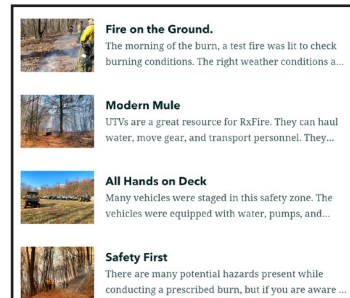 Fire on the Ground.
The morning of the burn, a test fire was lit to check
burning conditions. The right weather conditions a...
Modern Mule
UTVs are a great resource for RxFire. They can haul
water, move gear, and transport personnel. They...
All Hands on Deck
Many vehicles were staged in this safety zone. The
vehicles were equipped with water, pumps, and...
Safety First
There are many potential hazards present while
conducting a prescribed burn, but if you are aware ...